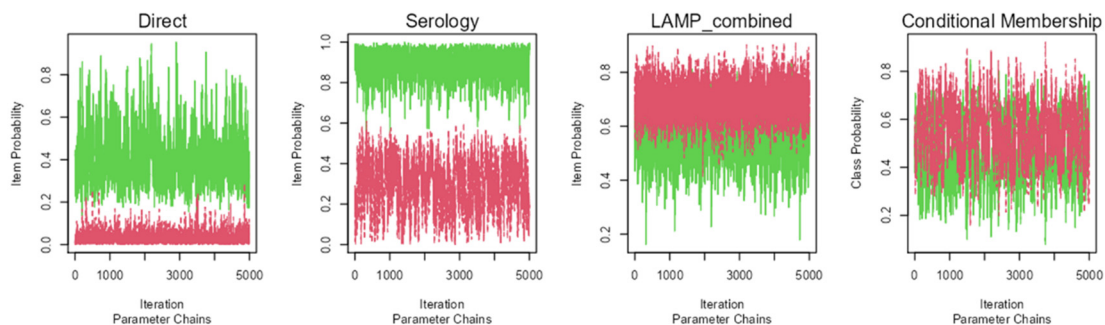 Direct
Item Probability
0.0 0.2 0.4 0.6 0.8
0 1000 3000 5000
Iteration
Parameter Chains
Serology
Item Probability
0.0 0.2 0.4 0.6 0.8 1.0
0 1000 3000 5000
Iteration
Parameter Chains
LAMP_combined
Item Probability
0.2 0.4 0.6 0.8
0 1000 3000 5000
Iteration
Parameter Chains
Conditional Membership
Class Probability
0.2 0.4 0.6 0.8
0 1000 3000 5000
Iteration
Parameter Chains